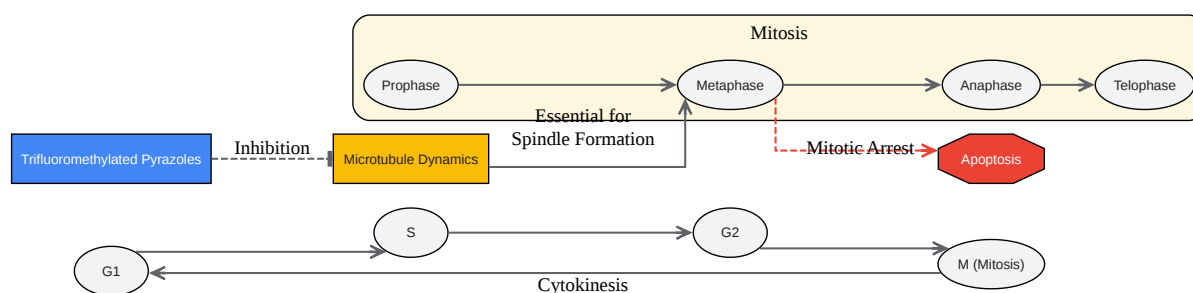 Mitosis
Prophase
Metaphase
Anaphase
Telophase
Essential for
Spindle Formation
Trifluoromethylated Pyrazoles
Inhibition
Microtubule Dynamics
Mitotic Arrest
Apoptosis
S
G2
G1
M (Mitosis)
Cytokinesis